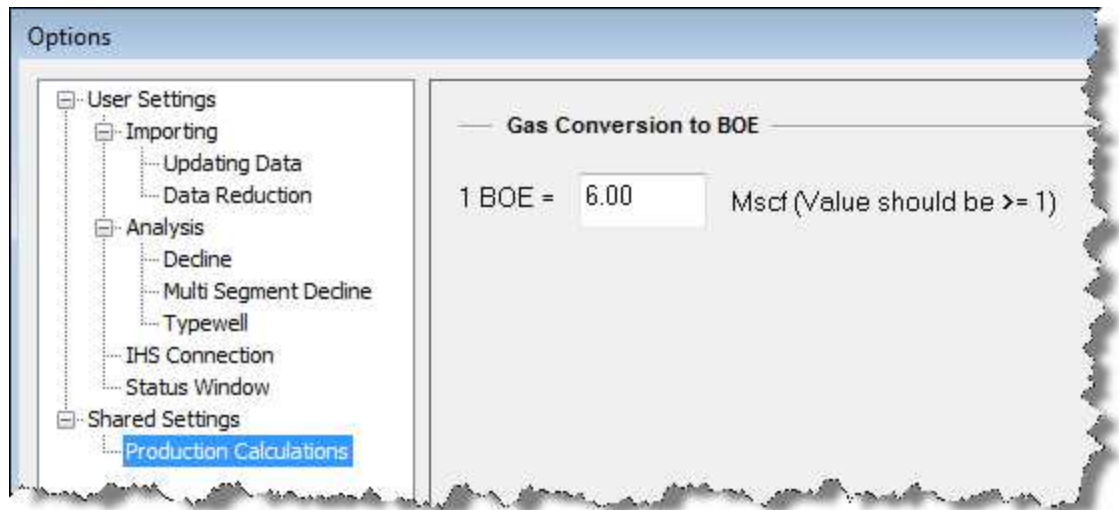 Options
User Settings
Importing
Updating Data
Data Reduction
Analysis
Decline
Multi Segment Decline
Typewell
IHS Connection
Status Window
Shared Settings
Production Calculations
Gas Conversion to BOE
1 BOE = 6.00 Mscf (Value should be >= 1)